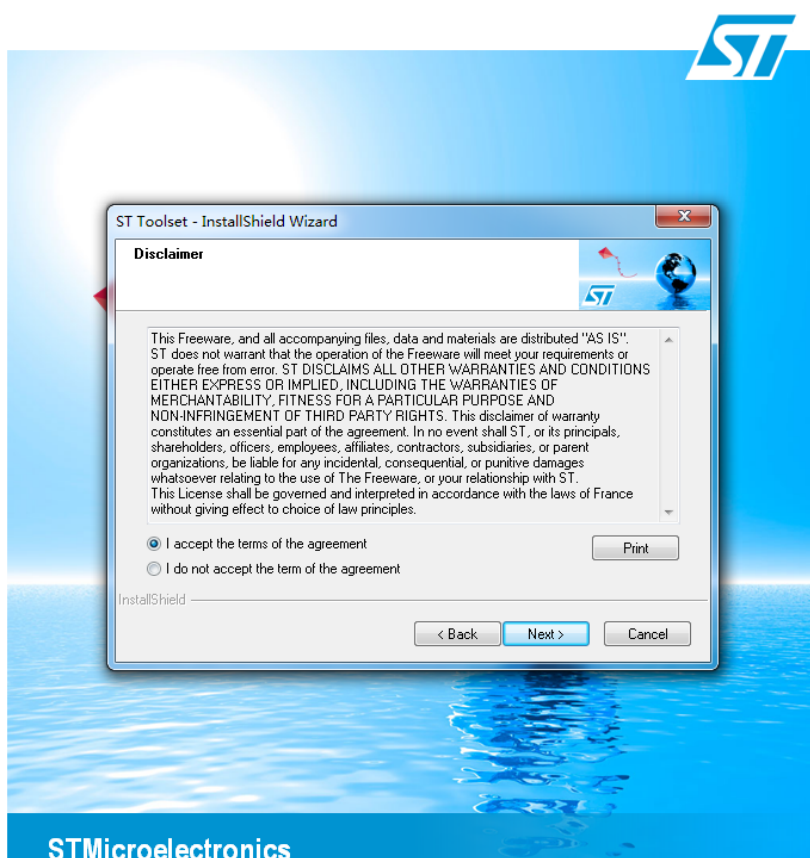 ST
ST Toolset - InstallShield Wizard
Disclaimer
ST
This Freeware, and all accompanying files, data and materials are distributed "AS IS".
ST does not warrant that the operation of the Freeware will meet your requirements or
operate free from error. ST DISCLAIMS ALL OTHER WARRANTIES AND CONDITIONS
EITHER EXPRESS OR IMPLIED, INCLUDING THE WARRANTIES OF
MERCHANTABILITY, FITNESS FOR A PARTICULAR PURPOSE AND
NON-INFRINGEMENT OF THIRD PARTY RIGHTS. This disclaimer of warranty
constitutes an essential part of the agreement. In no event shall ST, or its principals,
shareholders, officers, employees, affiliates, contractors, subsidiaries, or parent
organizations, be liable for any incidental, consequential, or punitive damages
whatsoever relating to the use of The Freeware, or your relationship with ST.
This License shall be governed and interpreted in accordance with the laws of France
without giving effect to choice of law principles.
I accept the terms of the agreement
Print
I do not accept the term of the agreement
InstallShield
< Back
Next >
Cancel
STMicroelectronics